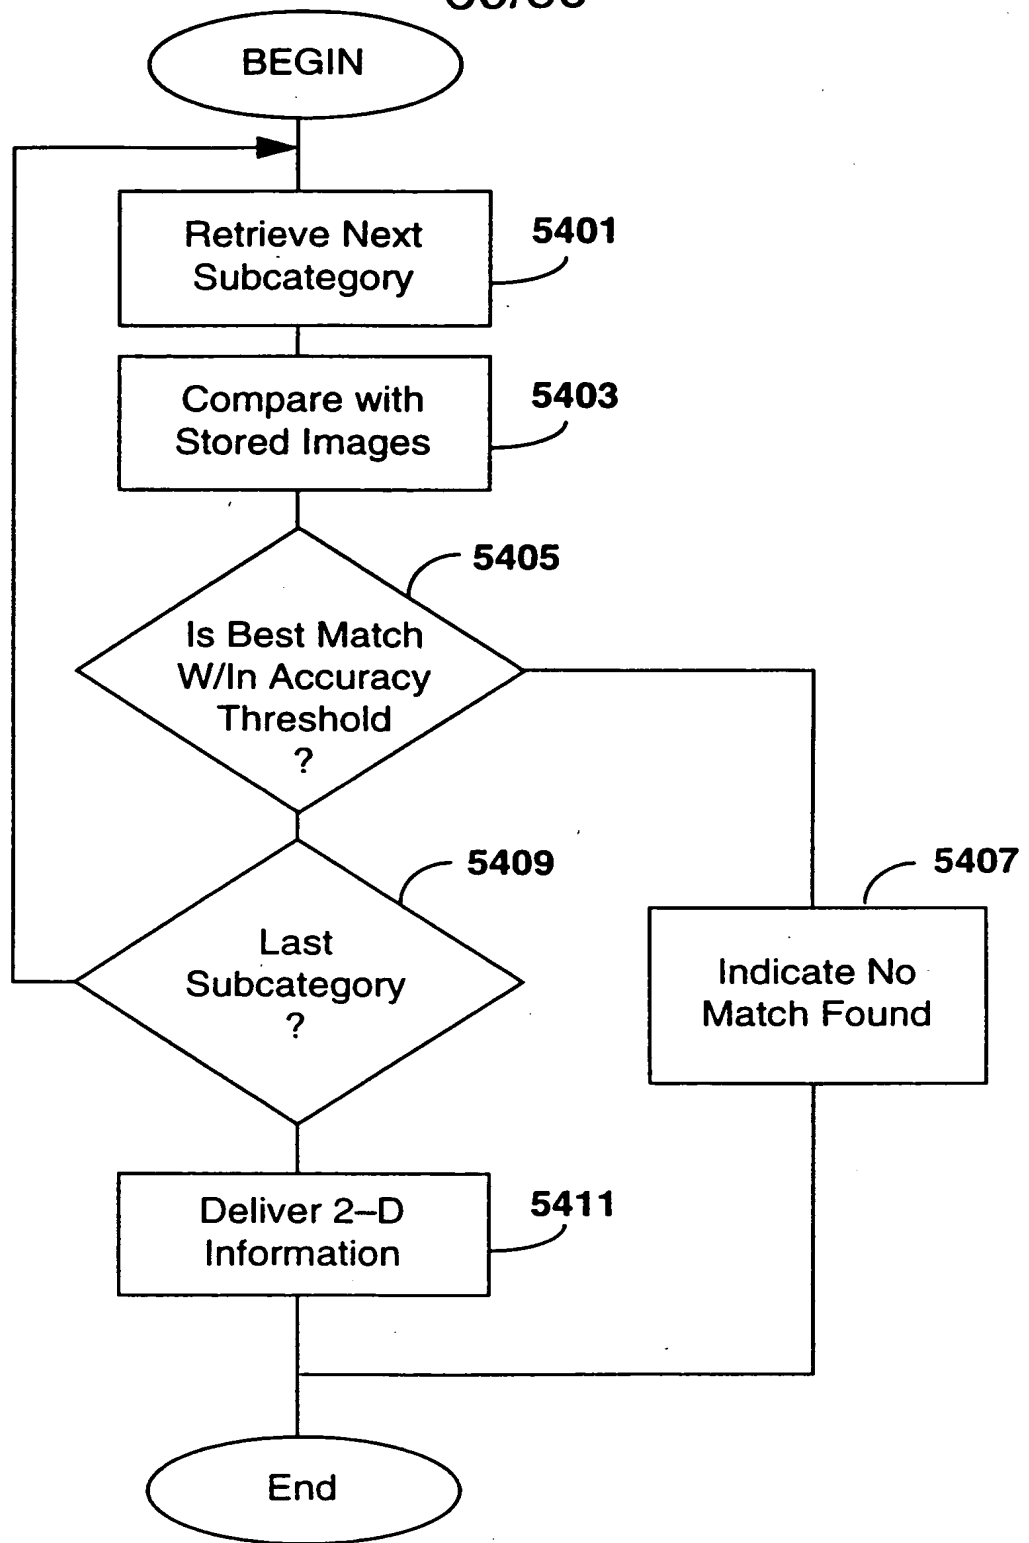 BEGIN
Retrieve Next
Subcategory
5401
Compare with
Stored Images
5403
5405
Is Best Match
W/In Accuracy
Threshold
?
5409
5407
Last
Subcategory
?
Indicate No
Match Found
Deliver 2–D
Information
5411
End